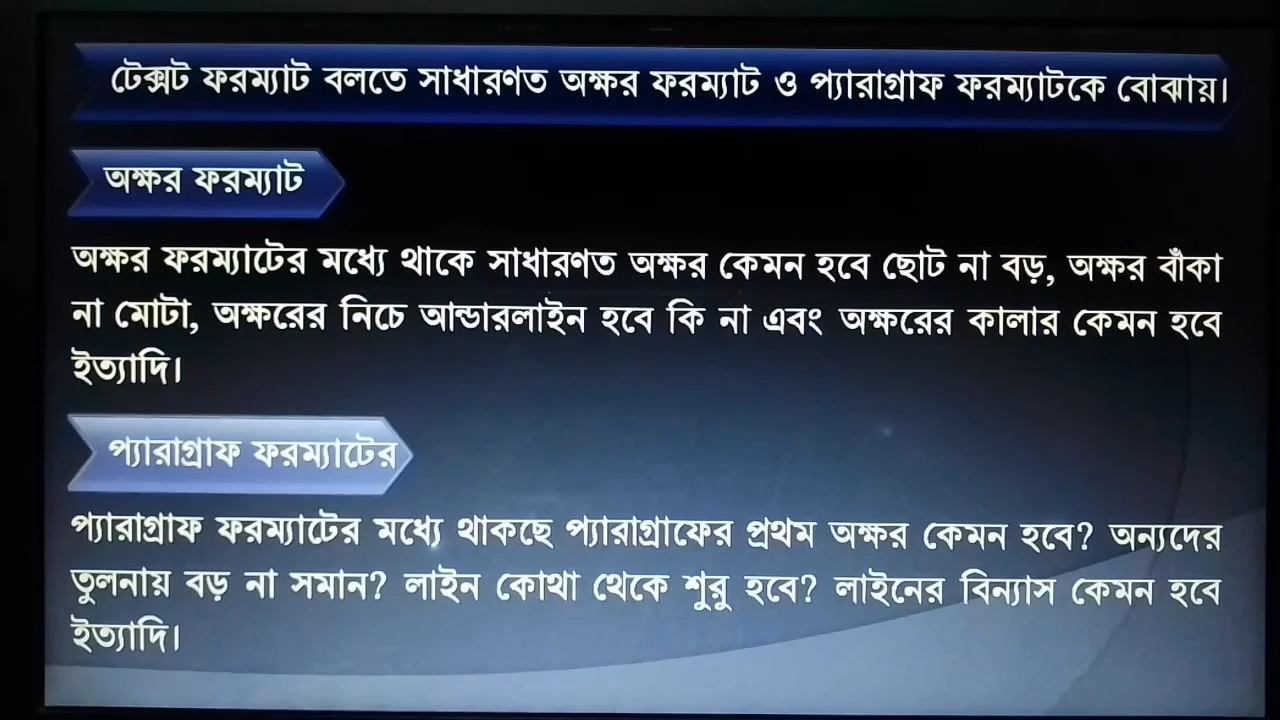 টেক্সট ফরম্যাট বলতে সাধারণত অক্ষর ফরম্যাট ও প্যারাগ্রাফ ফরম্যাটকে বোঝায়।
অক্ষর ফরম্যাট
অক্ষর ফরম্যাটের মধ্যে থাকে সাধারণত অক্ষর কেমন হবে ছোট না বড়, অক্ষর বাঁকা
না মোটা, অক্ষরের নিচে আন্ডারলাইন হবে কি না এবং অক্ষরের কালার কেমন হবে
ইত্যাদি।
প্যারাগ্রাফ ফরম্যাটের
প্যারাগ্রাফ ফরম্যাটের মধ্যে থাকছে প্যারাগ্রাফের প্রথম অক্ষর কেমন হবে? অন্যদের
তুলনায় বড় না সমান? লাইন কোথা থেকে শুরু হবে? লাইনের বিন্যাস কেমন হবে
ইত্যাদি।